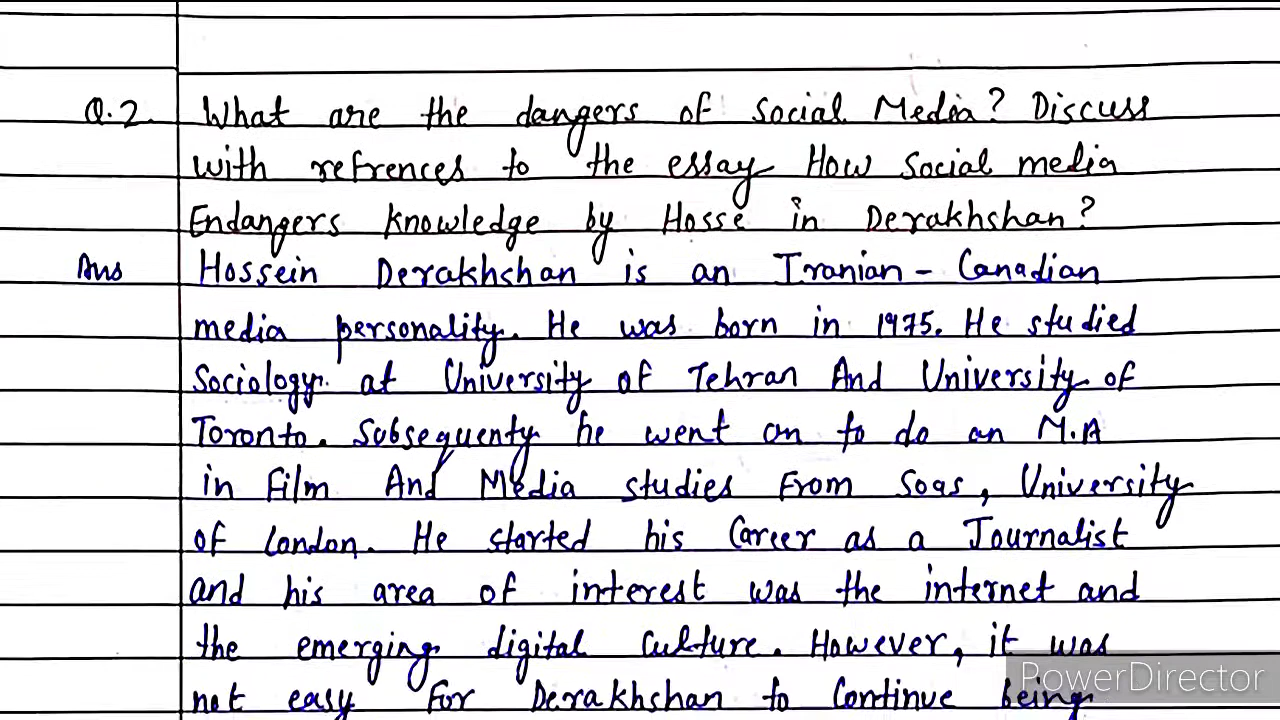 Q.2. What are the dangers of Social Media? Discuss
with refrences to the essay How Social media
Endangers Knowledge by Hosse in Derakhshan?
Ans Hossein Derakhshan is an Iranian - Canadian
media personality. He was born in 1975. He studied
Sociology at University of Tehran And University of
Toronto. Subsequenty he went on to do an M.A
in Film And Media studies From Soas, University
of London. He started his Career as a Journalist
and his area of interest was the internet and
the emerging digital Culture. However, it was
not easy For Derakhshan to Continue being
PowerDirector